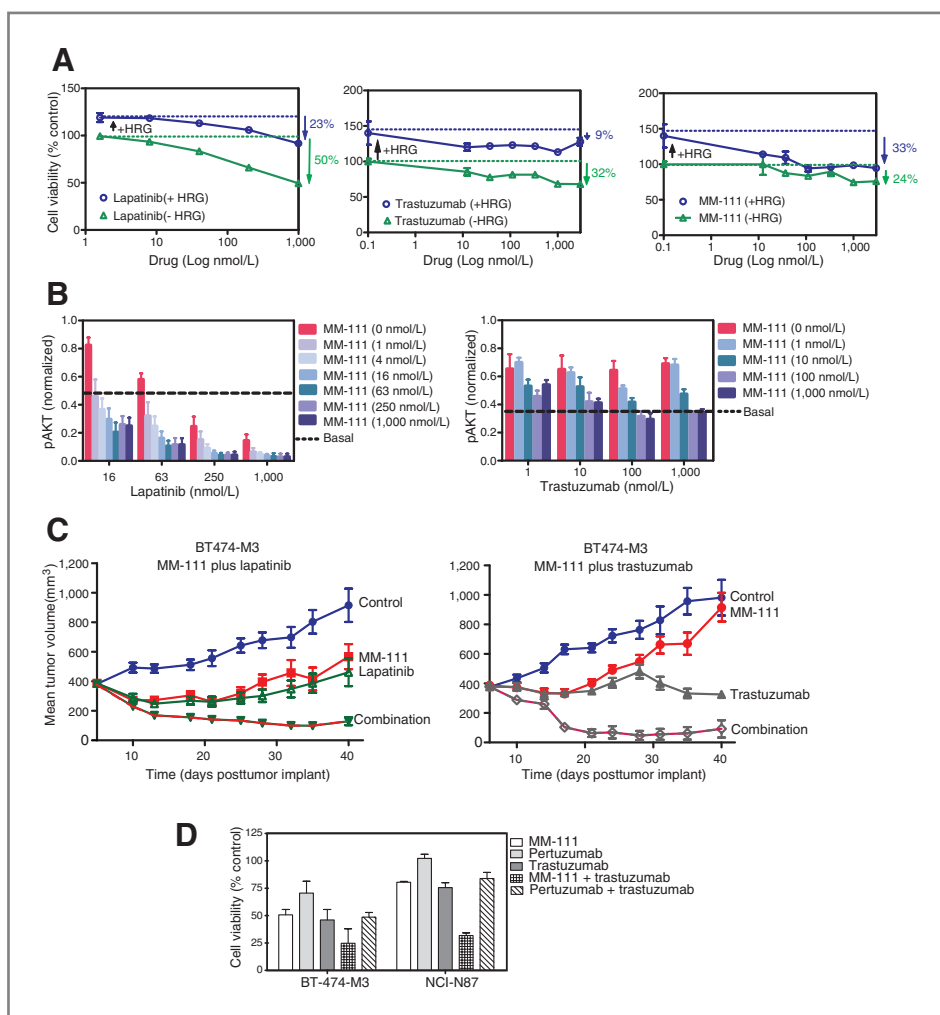 A
Cell viability (% control)
150
100
50
0
+HRG
23%
50%
Lapatinib(+ HRG)
Lapatinib(- HRG)
1
10
100
1,000
Drug (Log nmol/L)
200
150
100
50
0
+HRG
9%
32%
Trastuzumab (+HRG)
Trastuzumab (-HRG)
0.1
1
10
100
1,000
Drug (Log nmol/L)
200
150
100
50
0
+HRG
33%
24%
MM-111 (+HRG)
MM-111 (-HRG)
0.1
1
10
100
1,000
Drug (Log nmol/L)
B
pAKT (normalized)
1.0
0.8
0.6
0.4
0.2
0.0
16
63
250
1,000
Lapatinib (nmol/L)
MM-111 (0 nmol/L)
MM-111 (1 nmol/L)
MM-111 (4 nmol/L)
MM-111 (16 nmol/L)
MM-111 (63 nmol/L)
MM-111 (250 nmol/L)
MM-111 (1,000 nmol/L)
Basal
pAKT (normalized)
1.0
0.8
0.6
0.4
0.2
0.0
1
10
100
1,000
Trastuzumab (nmol/L)
MM-111 (0 nmol/L)
MM-111 (1 nmol/L)
MM-111 (10 nmol/L)
MM-111 (100 nmol/L)
MM-111 (1,000 nmol/L)
Basal
C
BT474-M3
MM-111 plus lapatinib
Mean tumor volume(mm³)
1,200
1,000
800
600
400
200
0
Control
MM-111
Lapatinib
Combination
10
20
30
40
Time (days posttumor implant)
BT474-M3
MM-111 plus trastuzumab
1,200
1,000
800
600
400
200
0
Control
MM-111
Trastuzumab
Combination
10
20
30
40
Time (days posttumor implant)
D
Cell viability (% control)
125
100
75
50
25
0
BT-474-M3
NCI-N87
MM-111
Pertuzumab
Trastuzumab
MM-111 + trastuzumab
Pertuzumab + trastuzumab